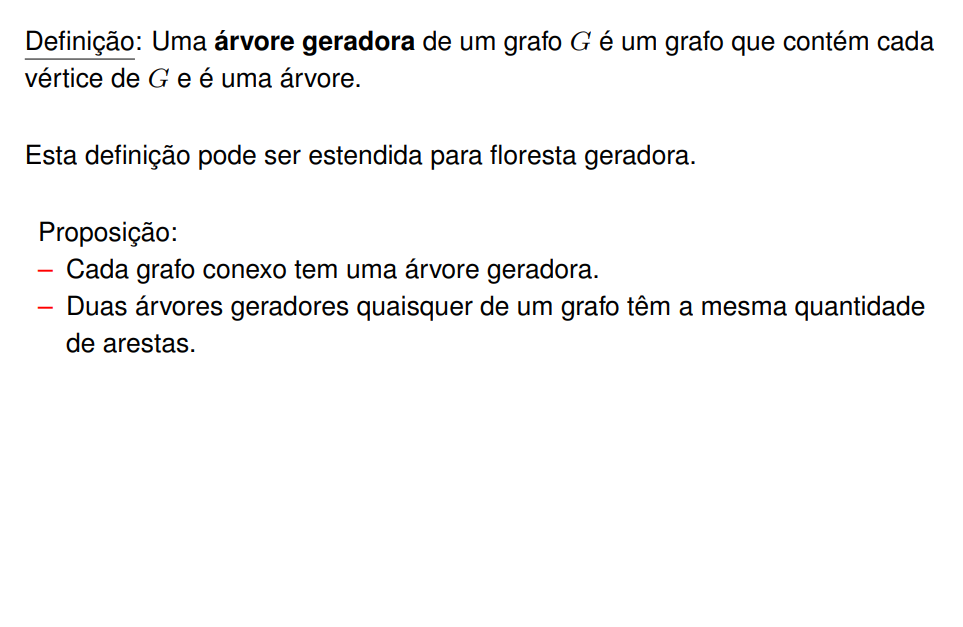 Definição: Uma árvore geradora de um grafo G é um grafo que contém cada
vértice de G e é uma árvore.
Esta definição pode ser estendida para floresta geradora.
Proposição:
– Cada grafo conexo tem uma árvore geradora.
– Duas árvores geradores quaisquer de um grafo têm a mesma quantidade
de arestas.